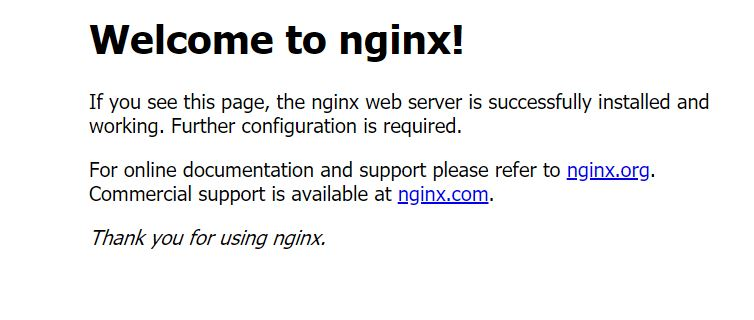 Welcome to nginx!
If you see this page, the nginx web server is successfully installed and
working. Further configuration is required.
For online documentation and support please refer to nginx.org.
Commercial support is available at nginx.com.
Thank you for using nginx.